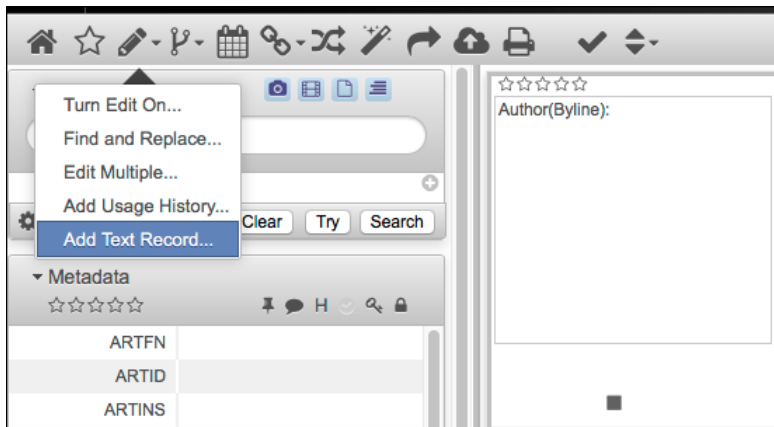 Turn Edit On...
Find and Replace...
Edit Multiple...
Add Usage History...
Add Text Record...
Clear
Try
Search
Metadata
H
ARTFN
ARTID
ARTINS
Author(Byline):